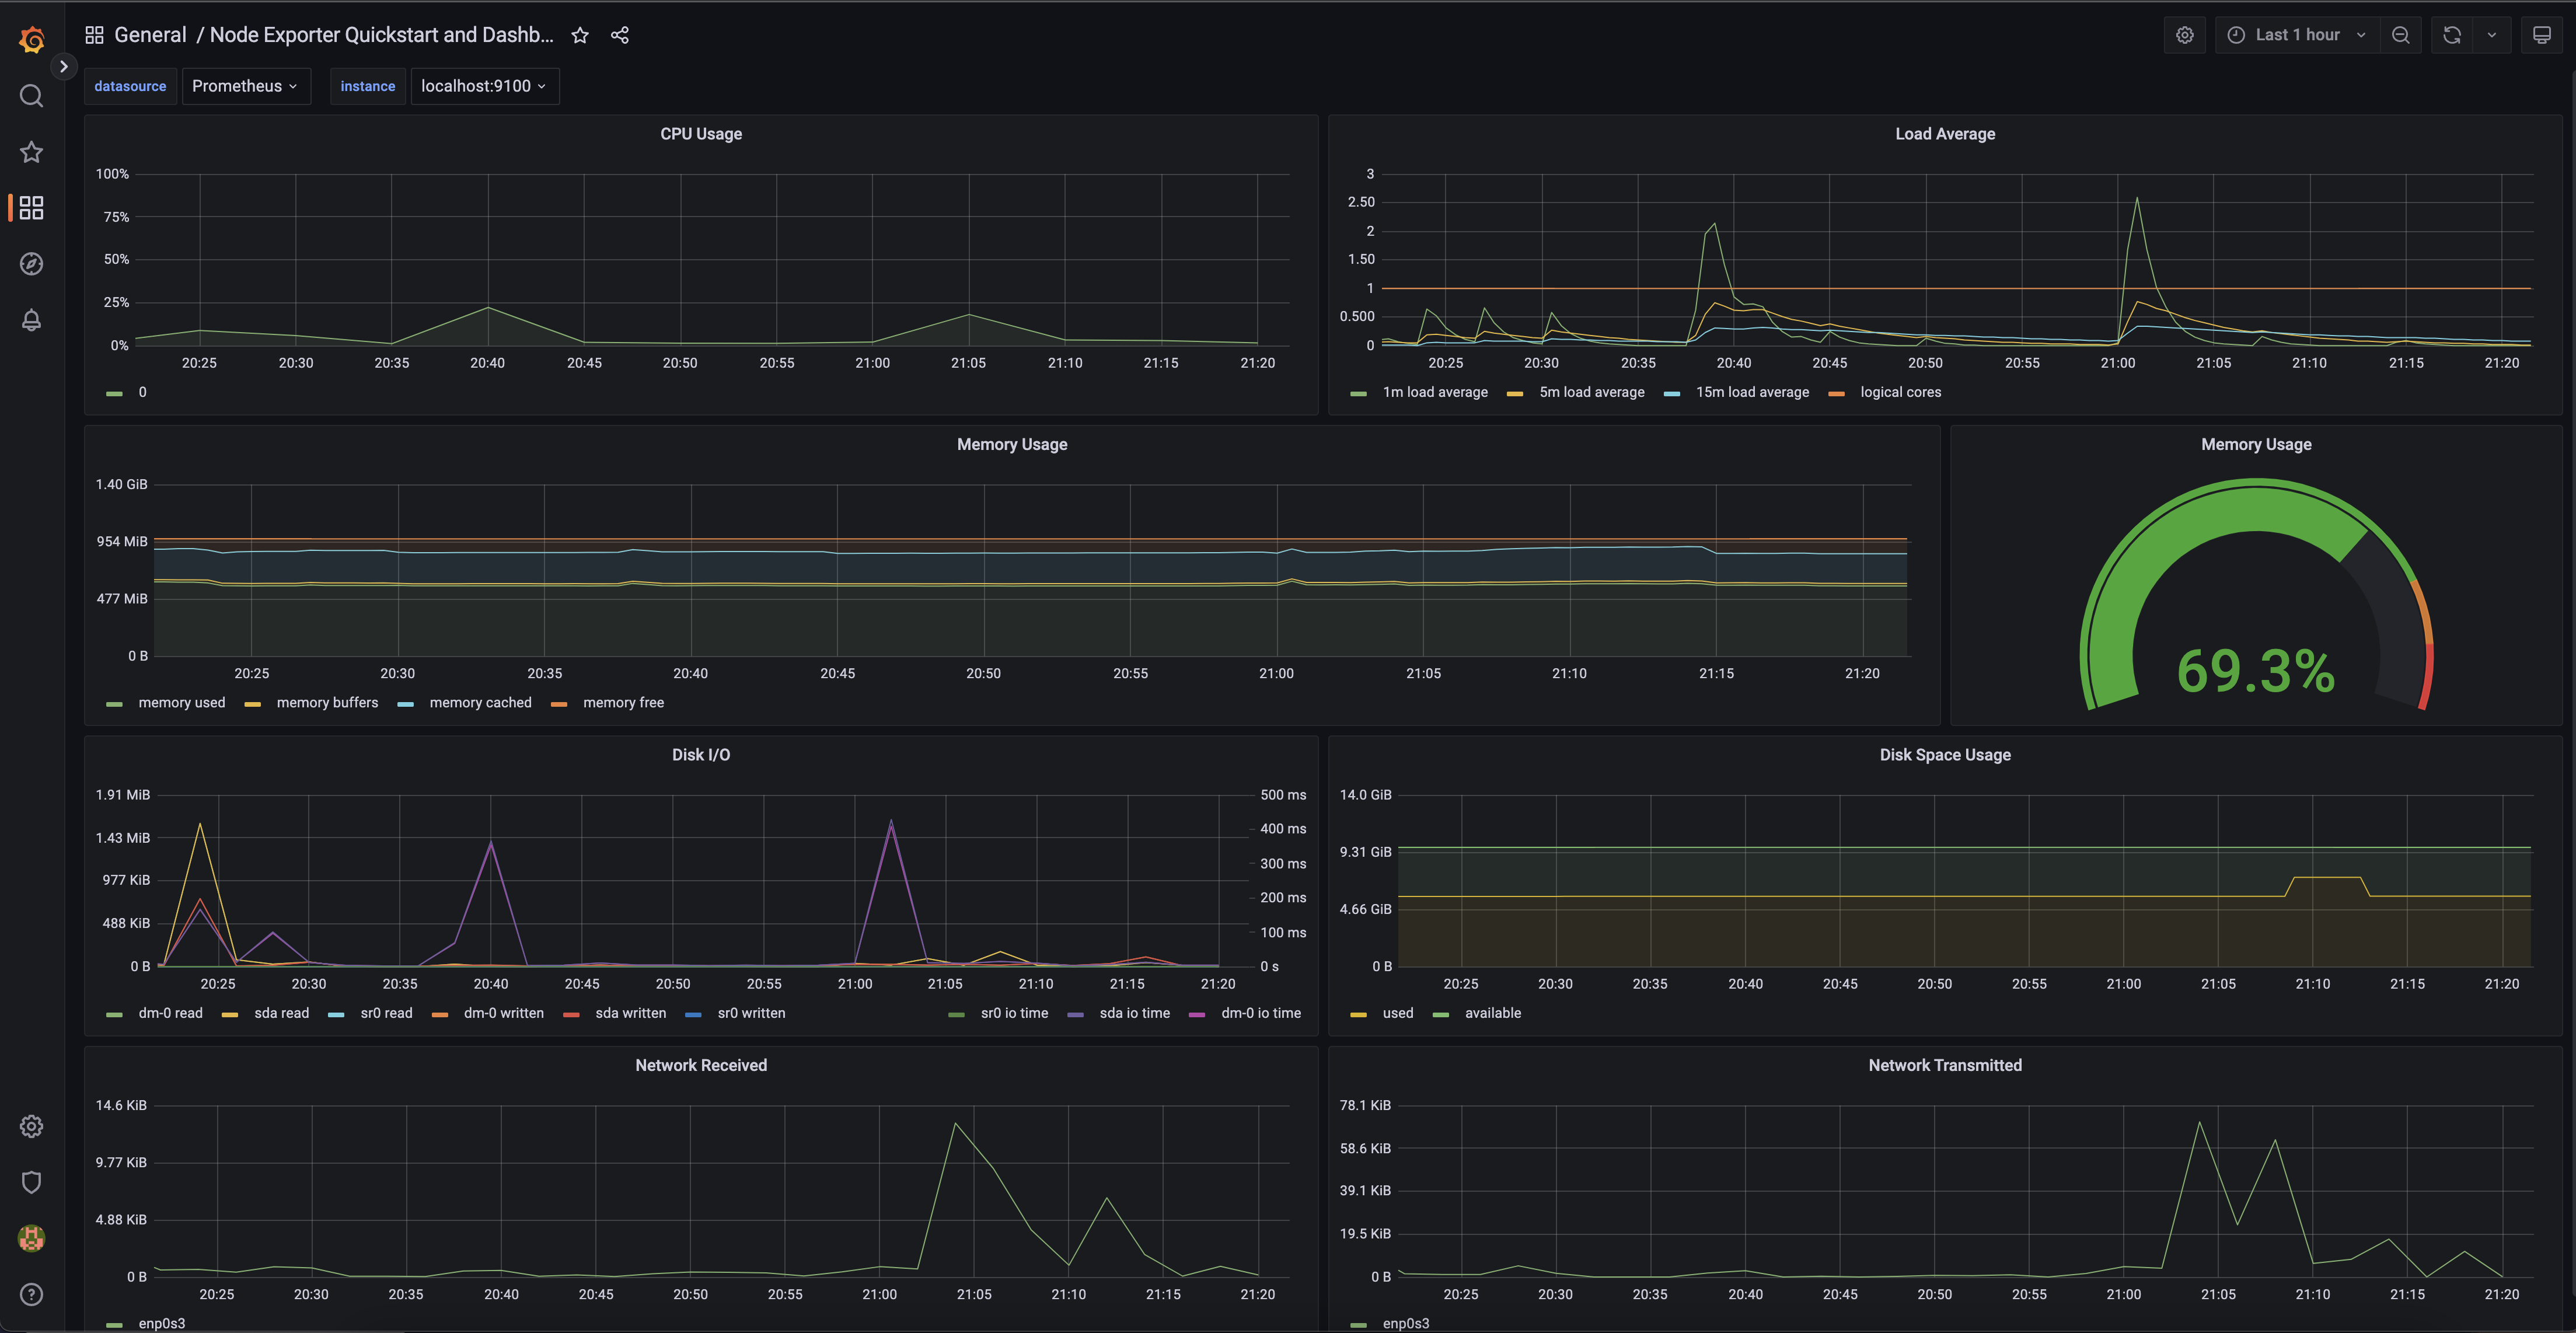 General / Node Exporter Quickstart and Dashb...
Last 1 hour
datasource Prometheus instance localhost:9100
CPU Usage
100%
75%
50%
25%
0%
20:25 20:30 20:35 20:40 20:45 20:50 20:55 21:00 21:05 21:10 21:15 21:20
0
Load Average
3
2.50
2
1.50
1
0.500
0
20:25 20:30 20:35 20:40 20:45 20:50 20:55 21:00 21:05 21:10 21:15 21:20
1m load average 5m load average 15m load average logical cores
Memory Usage
1.40 GiB
954 MiB
477 MiB
0 B
20:25 20:30 20:35 20:40 20:45 20:50 20:55 21:00 21:05 21:10 21:15 21:20
memory used memory buffers memory cached memory free
Memory Usage
69.3%
Disk I/O
1.91 MiB 500 ms
1.43 MiB 400 ms
977 KiB 300 ms
488 KiB 200 ms
0 B 100 ms
0 s
20:25 20:30 20:35 20:40 20:45 20:50 20:55 21:00 21:05 21:10 21:15 21:20
dm-0 read sda read sr0 read dm-0 written sda written sr0 written sr0 io time sda io time dm-0 io time
Disk Space Usage
14.0 GiB
9.31 GiB
4.66 GiB
0 B
20:25 20:30 20:35 20:40 20:45 20:50 20:55 21:00 21:05 21:10 21:15 21:20
used available
Network Received
14.6 KiB
9.77 KiB
4.88 KiB
0 B
20:25 20:30 20:35 20:40 20:45 20:50 20:55 21:00 21:05 21:10 21:15 21:20
enp0s3
Network Transmitted
78.1 KiB
58.6 KiB
39.1 KiB
19.5 KiB
0 B
20:25 20:30 20:35 20:40 20:45 20:50 20:55 21:00 21:05 21:10 21:15 21:20
enp0s3